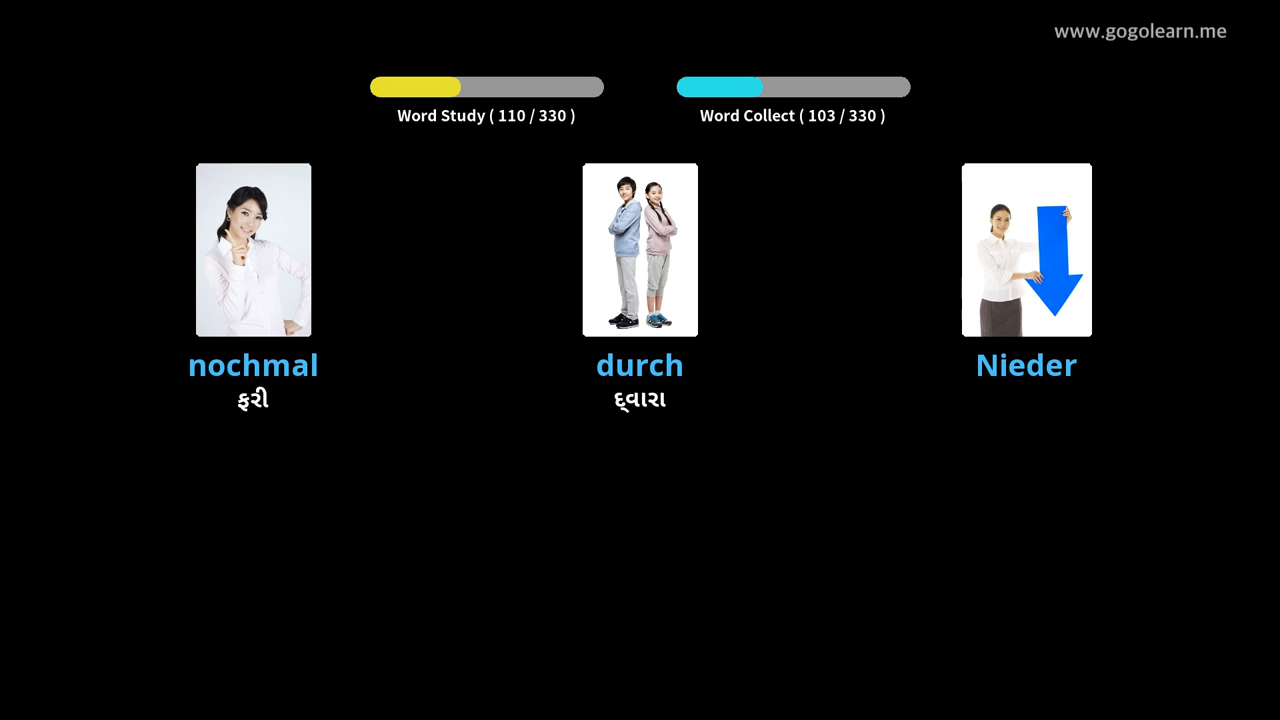 www.gogolearn.me
Word Study ( 110 / 330 )
Word Collect ( 103 / 330 )
nochmal
ફરી
durch
દ્વારા
Nieder